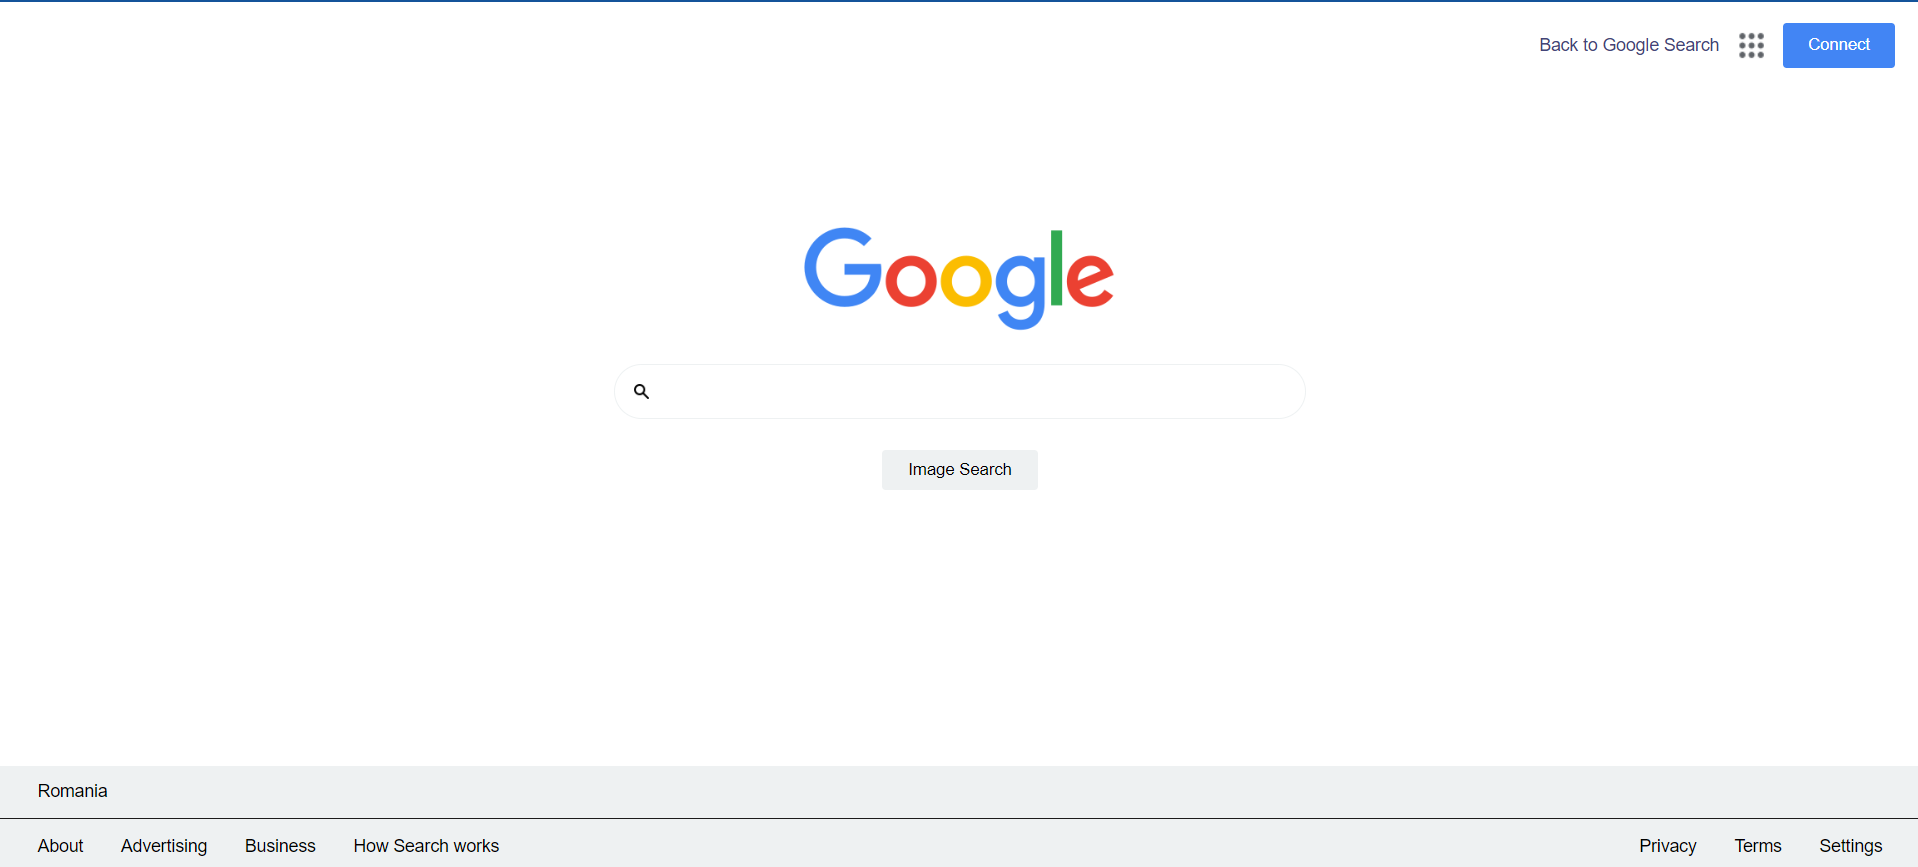 Back to Google Search
Connect
Google
Image Search
Romania
About Advertising Business How Search works
Privacy Terms Settings